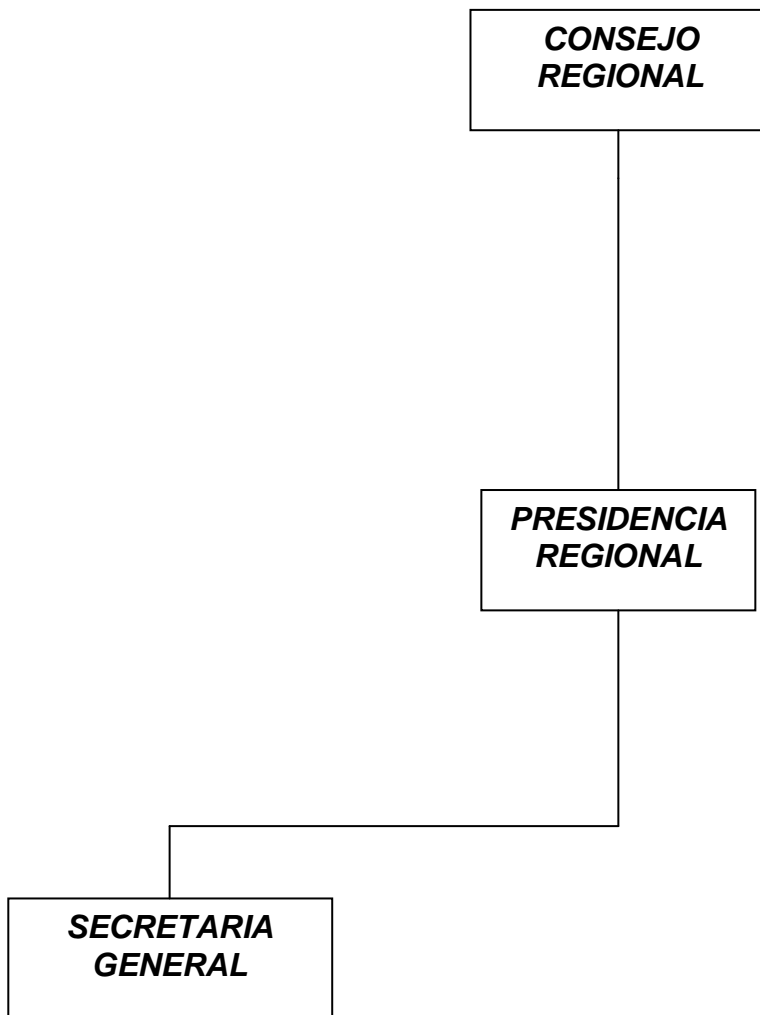 CONSEJO
REGIONAL
PRESIDENCIA
REGIONAL
SECRETARIA
GENERAL